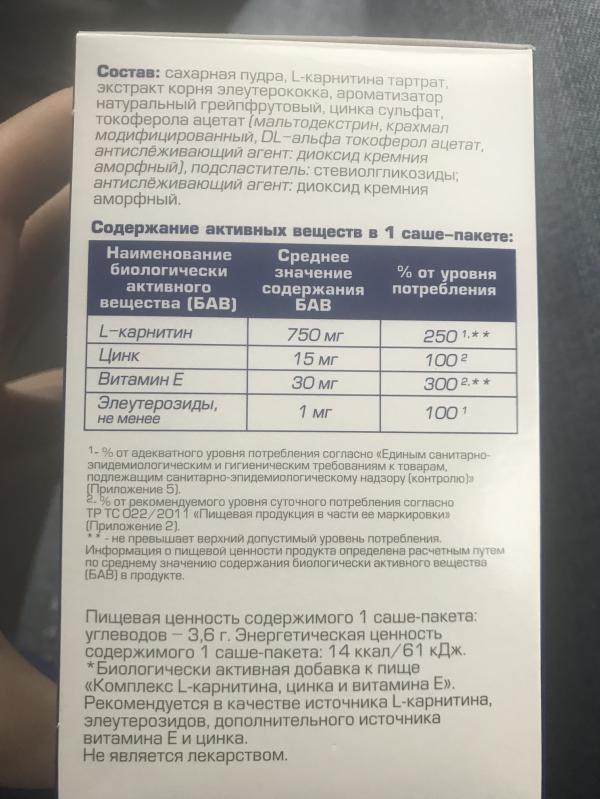 Состав: сахарная пудра, L-карнитина тартрат,
экстракт корня элеутерококка, ароматизатор
натуральный грейпфрутовый, цинка сульфат,
токоферола ацетат (мальтодекстрин, крахмал
модифицированный, DL-альфа токоферол ацетат,
антислёживающий агент: диоксид кремния
аморфный), подсластитель: стевиолгликозиды;
антислёживающий агент: диоксид кремния
аморфный.
Содержание активных веществ в 1 саше-пакете:
Наименование биологически активного вещества (БАВ) Среднее значение содержания БАВ % от уровня потребления
L-карнитин 750 мг 250 1,**
Цинк 15 мг 100 2
Витамин Е 30 мг 300 2,**
Элеутерозиды, не менее 1 мг 100 1
1- % от адекватного уровня потребления согласно «Единым санитарно-
эпидемиологическим и гигиеническим требованиям к товарам,
подлежащим санитарно-эпидемиологическому надзору (контролю)»
(Приложение 5).
2- % от рекомендуемого уровня суточного потребления согласно
ТР ТС 022/2011 «Пищевая продукция в части ее маркировки»
(Приложение 2).
** - не превышает верхний допустимый уровень потребления.
Информация о пищевой ценности продукта определена расчетным путем
по среднему значению содержания биологически активного вещества
(БАВ) в продукте.
Пищевая ценность содержимого 1 саше-пакета:
углеводов – 3,6 г. Энергетическая ценность
содержимого 1 саше-пакета: 14 ккал/61 кДж.
*Биологически активная добавка к пище
«Комплекс L-карнитина, цинка и витамина Е».
Рекомендуется в качестве источника L-карнитина,
элеутерозидов, дополнительного источника
витамина Е и цинка.
Не является лекарством.